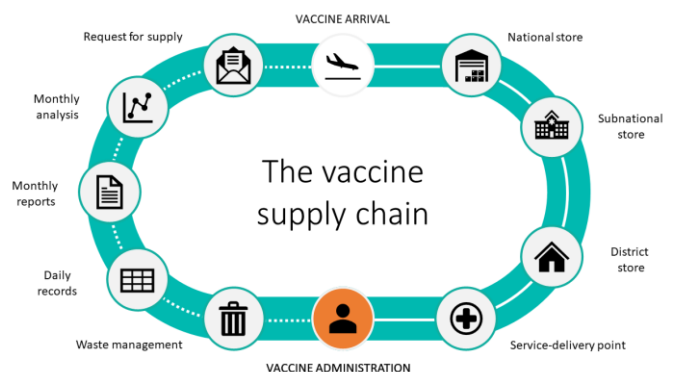 VACCINE ARRIVAL
Request for supply
National store
Monthly
analysis
Subnational
store
The vaccine
supply chain
Monthly
reports
District
store
Daily
records
Waste management
Service-delivery point
VACCINE ADMINISTRATION